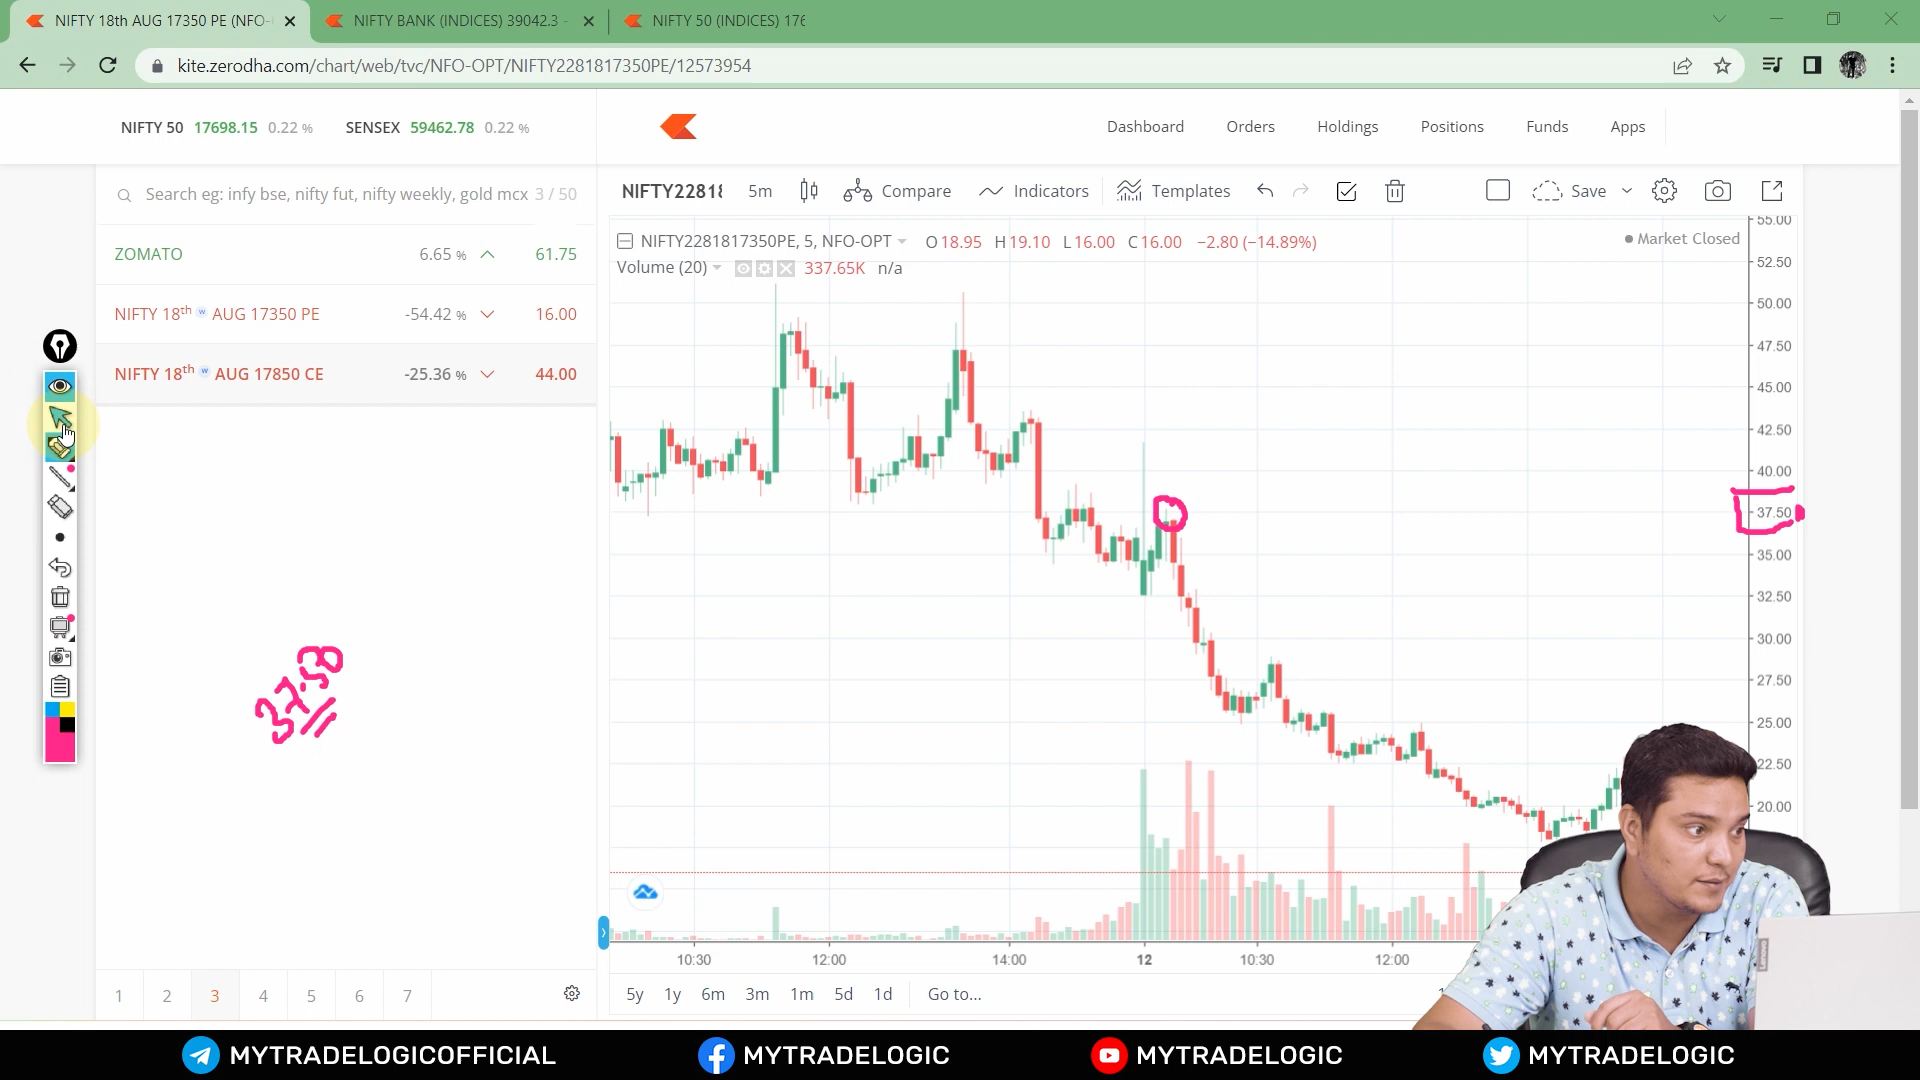 NIFTY 18th AUG 17350 PE (NFO-
NIFTY BANK (INDICES) 39042.3 -
NIFTY 50 (INDICES) 176
kite.zerodha.com/chart/web/tvc/NFO-OPT/NIFTY2281817350PE/12573954
NIFTY 50 17698.15 0.22 % SENSEX 59462.78 0.22 %
Dashboard Orders Holdings Positions Funds Apps
Search eg: infy bse, nifty fut, nifty weekly, gold mcx 3 / 50
ZOMATO 6.65 % 61.75
NIFTY 18th w AUG 17350 PE -54.42 % 16.00
NIFTY 18th w AUG 17850 CE -25.36 % 44.00
NIFTY22818 5m Compare Indicators Templates Save
NIFTY2281817350PE, 5, NFO-OPT O 18.95 H 19.10 L 16.00 C 16.00 −2.80 (−14.89%)
Market Closed
Volume (20) 337.65K n/a
55.00
52.50
50.00
47.50
45.00
42.50
40.00
37.50
35.00
32.50
30.00
27.50
25.00
22.50
20.00
37.50
10:30 12:00 14:00 12 10:30 12:00
5y 1y 6m 3m 1m 5d 1d Go to...
1 2 3 4 5 6 7
Lenovo
MYTRADELOGICOFFICIAL
MYTRADELOGIC
MYTRADELOGIC
MYTRADELOGIC